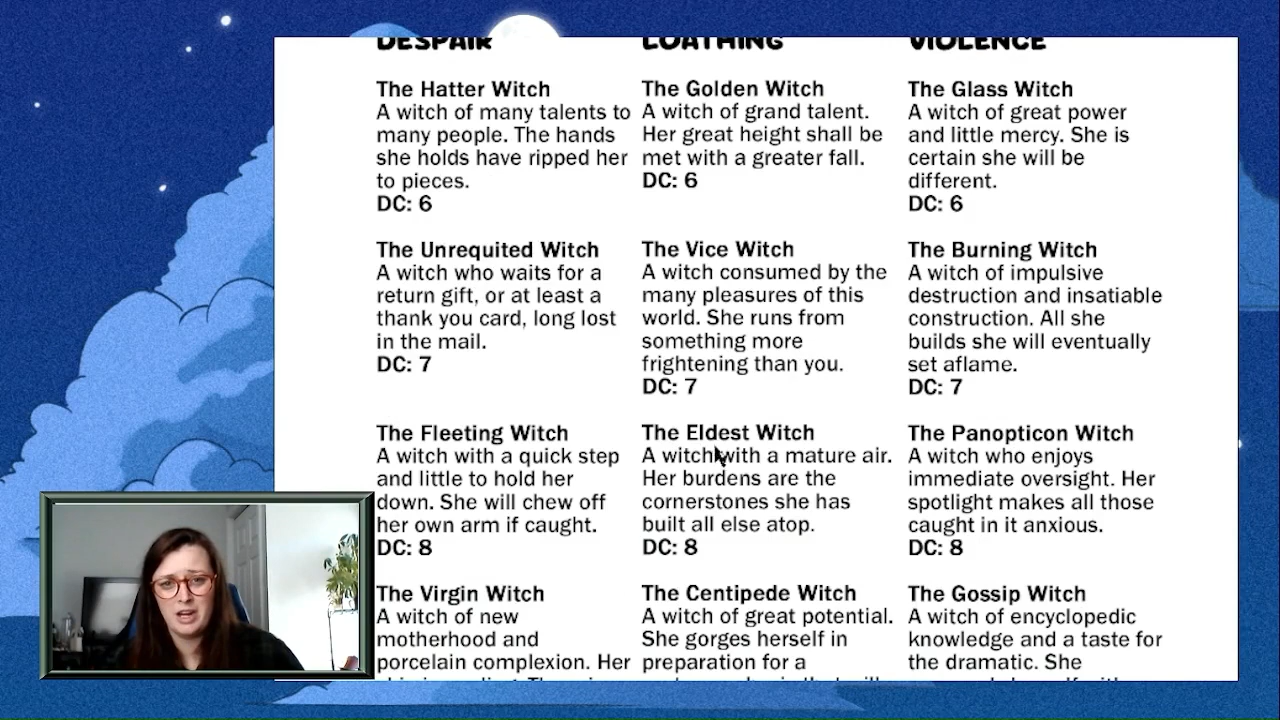 DESPAIR
The Hatter Witch
A witch of many talents to
many people. The hands
she holds have ripped her
to pieces.
DC: 6
The Unrequited Witch
A witch who waits for a
return gift, or at least a
thank you card, long lost
in the mail.
DC: 7
The Fleeting Witch
A witch with a quick step
and little to hold her
down. She will chew off
her own arm if caught.
DC: 8
The Virgin Witch
A witch of new
motherhood and
porcelain complexion. Her
LOATHING
The Golden Witch
A witch of grand talent.
Her great height shall be
met with a greater fall.
DC: 6
The Vice Witch
A witch consumed by the
many pleasures of this
world. She runs from
something more
frightening than you.
DC: 7
The Eldest Witch
A witch with a mature air.
Her burdens are the
cornerstones she has
built all else atop.
DC: 8
The Centipede Witch
A witch of great potential.
She gorges herself in
preparation for a
VIOLENCE
The Glass Witch
A witch of great power
and little mercy. She is
certain she will be
different.
DC: 6
The Burning Witch
A witch of impulsive
destruction and insatiable
construction. All she
builds she will eventually
set aflame.
DC: 7
The Panopticon Witch
A witch who enjoys
immediate oversight. Her
spotlight makes all those
caught in it anxious.
DC: 8
The Gossip Witch
A witch of encyclopedic
knowledge and a taste for
the dramatic. She